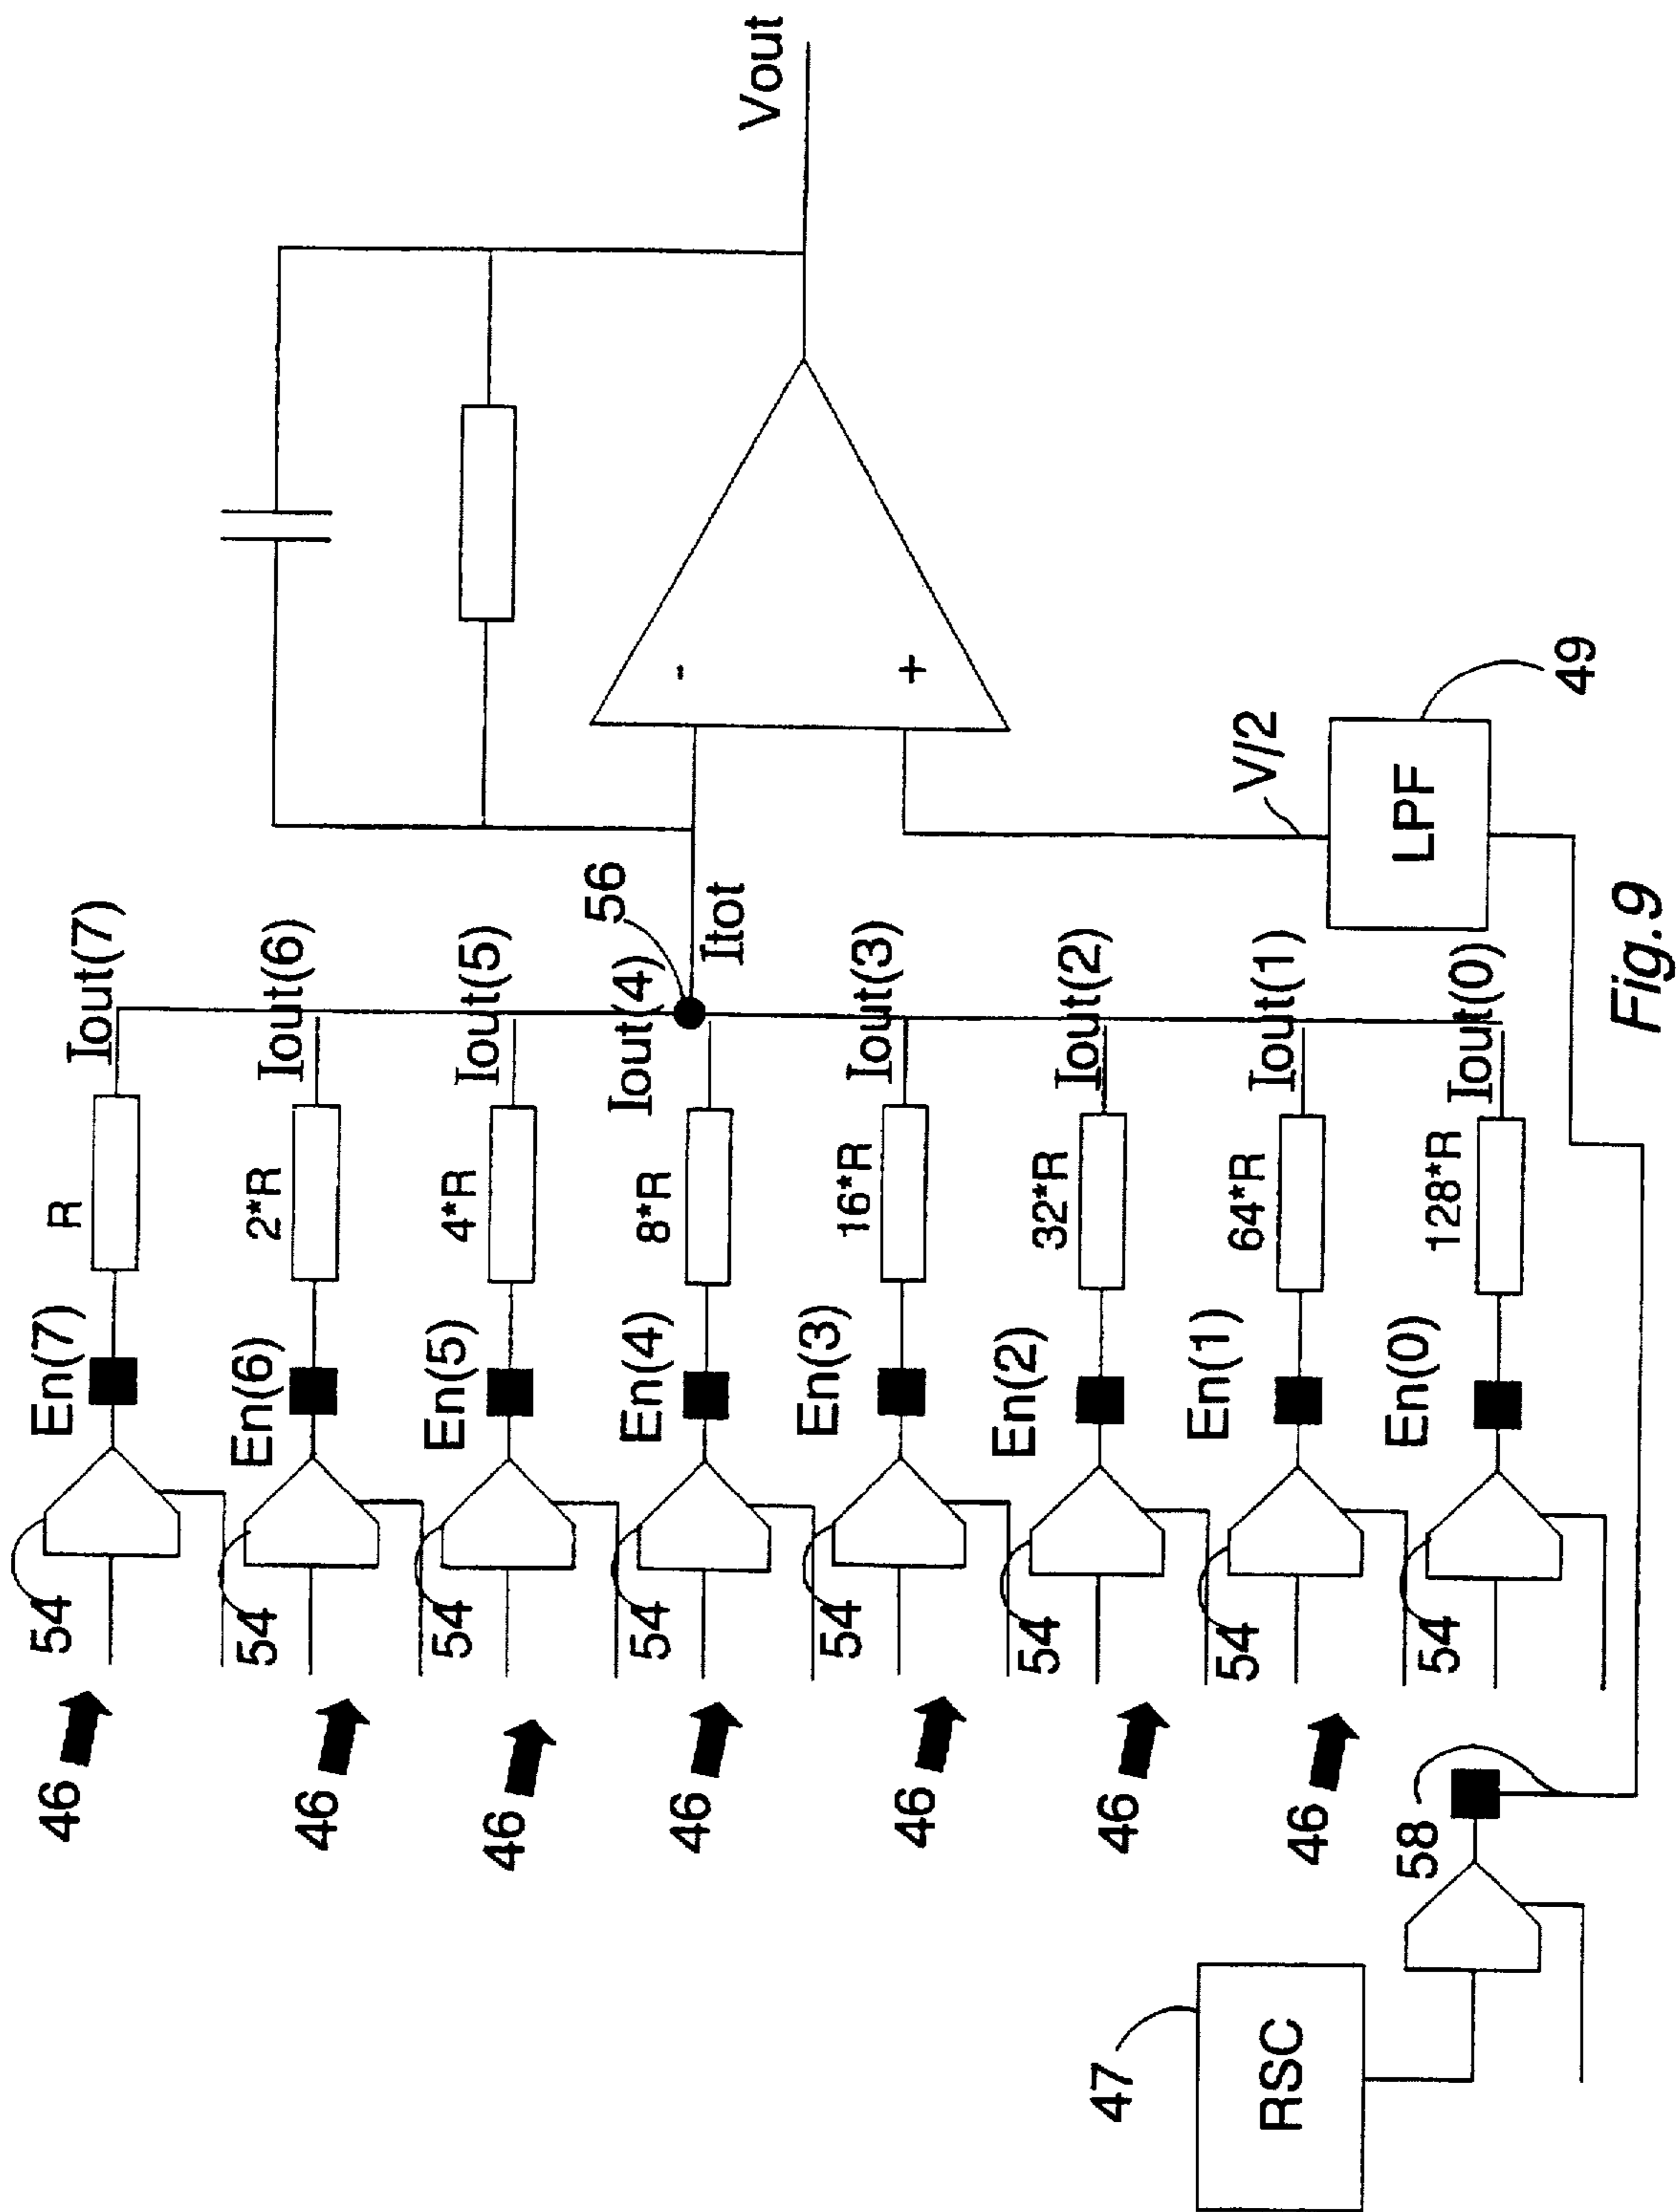 46
54
En(7)
R
Iout(7)
46
54
En(6)
2*R
Iout(6)
46
54
En(5)
4*R
Iout(5)
46
54
En(4)
8*R
Iout(4)
56
Itot
-
+
Vout
46
54
En(3)
16*R
Iout(3)
46
54
En(2)
32*R
Iout(2)
46
54
En(1)
64*R
Iout(1)
54
En(0)
128*R
Iout(0)
47
RSC
58
V/2
LPF
49
Fig.9